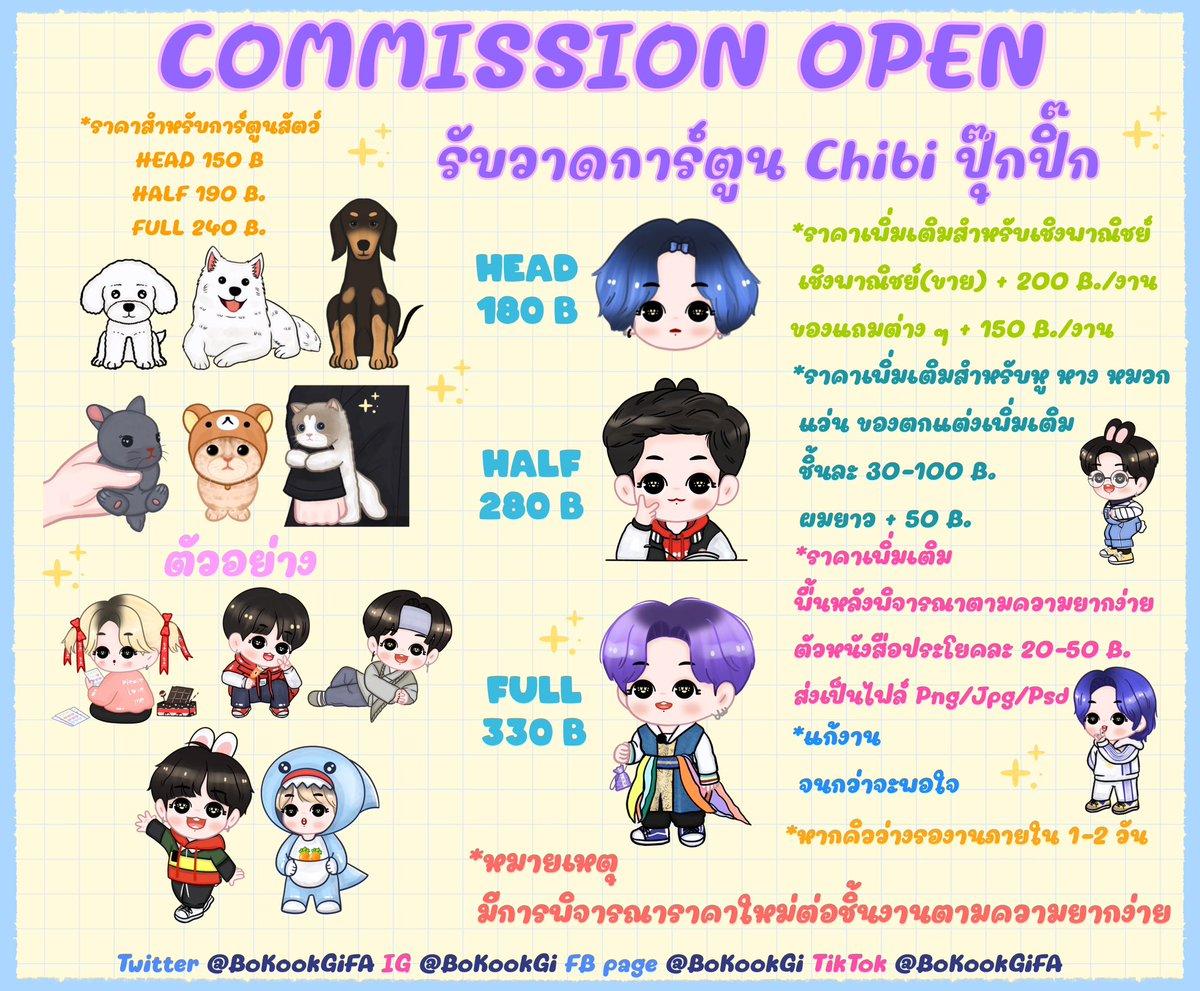 COMMISSION OPEN
*ราคาสำหรับการ์ตูนสัตว์
HEAD 150 B
HALF 190 B.
FULL 240 B.
รับวาดการ์ตูน Chibi ปุ๊กปิ๊ก
HEAD
180 B
HALF
280 B
FULL
330 B
*ราคาเพิ่มเติมสำหรับเชิงพาณิชย์
เชิงพาณิชย์(ขาย) + 200 B./งาน
ของแถมต่าง ๆ + 150 B./งาน
*ราคาเพิ่มเติมสำหรับหู หาง หมวก
แว่น ของตกแต่งเพิ่มเติม
ชิ้นละ 30-100 B.
ผมยาว + 50 B.
*ราคาเพิ่มเติม
พื้นหลังพิจารณาตามความยากง่าย
ตัวหนังสือประโยคละ 20-50 B.
ส่งเป็นไฟล์ Png/Jpg/Psd
*แก้งาน
จนกว่าจะพอใจ
*หากคิวว่างรองานภายใน 1-2 วัน
ตัวอย่าง
*หมายเหตุ
มีการพิจารณาราคาใหม่ต่อชิ้นงานตามความยากง่าย
Twitter @BoKookGiFA IG @BoKookGi FB page @BoKookGi TikTok @BoKookGiFA